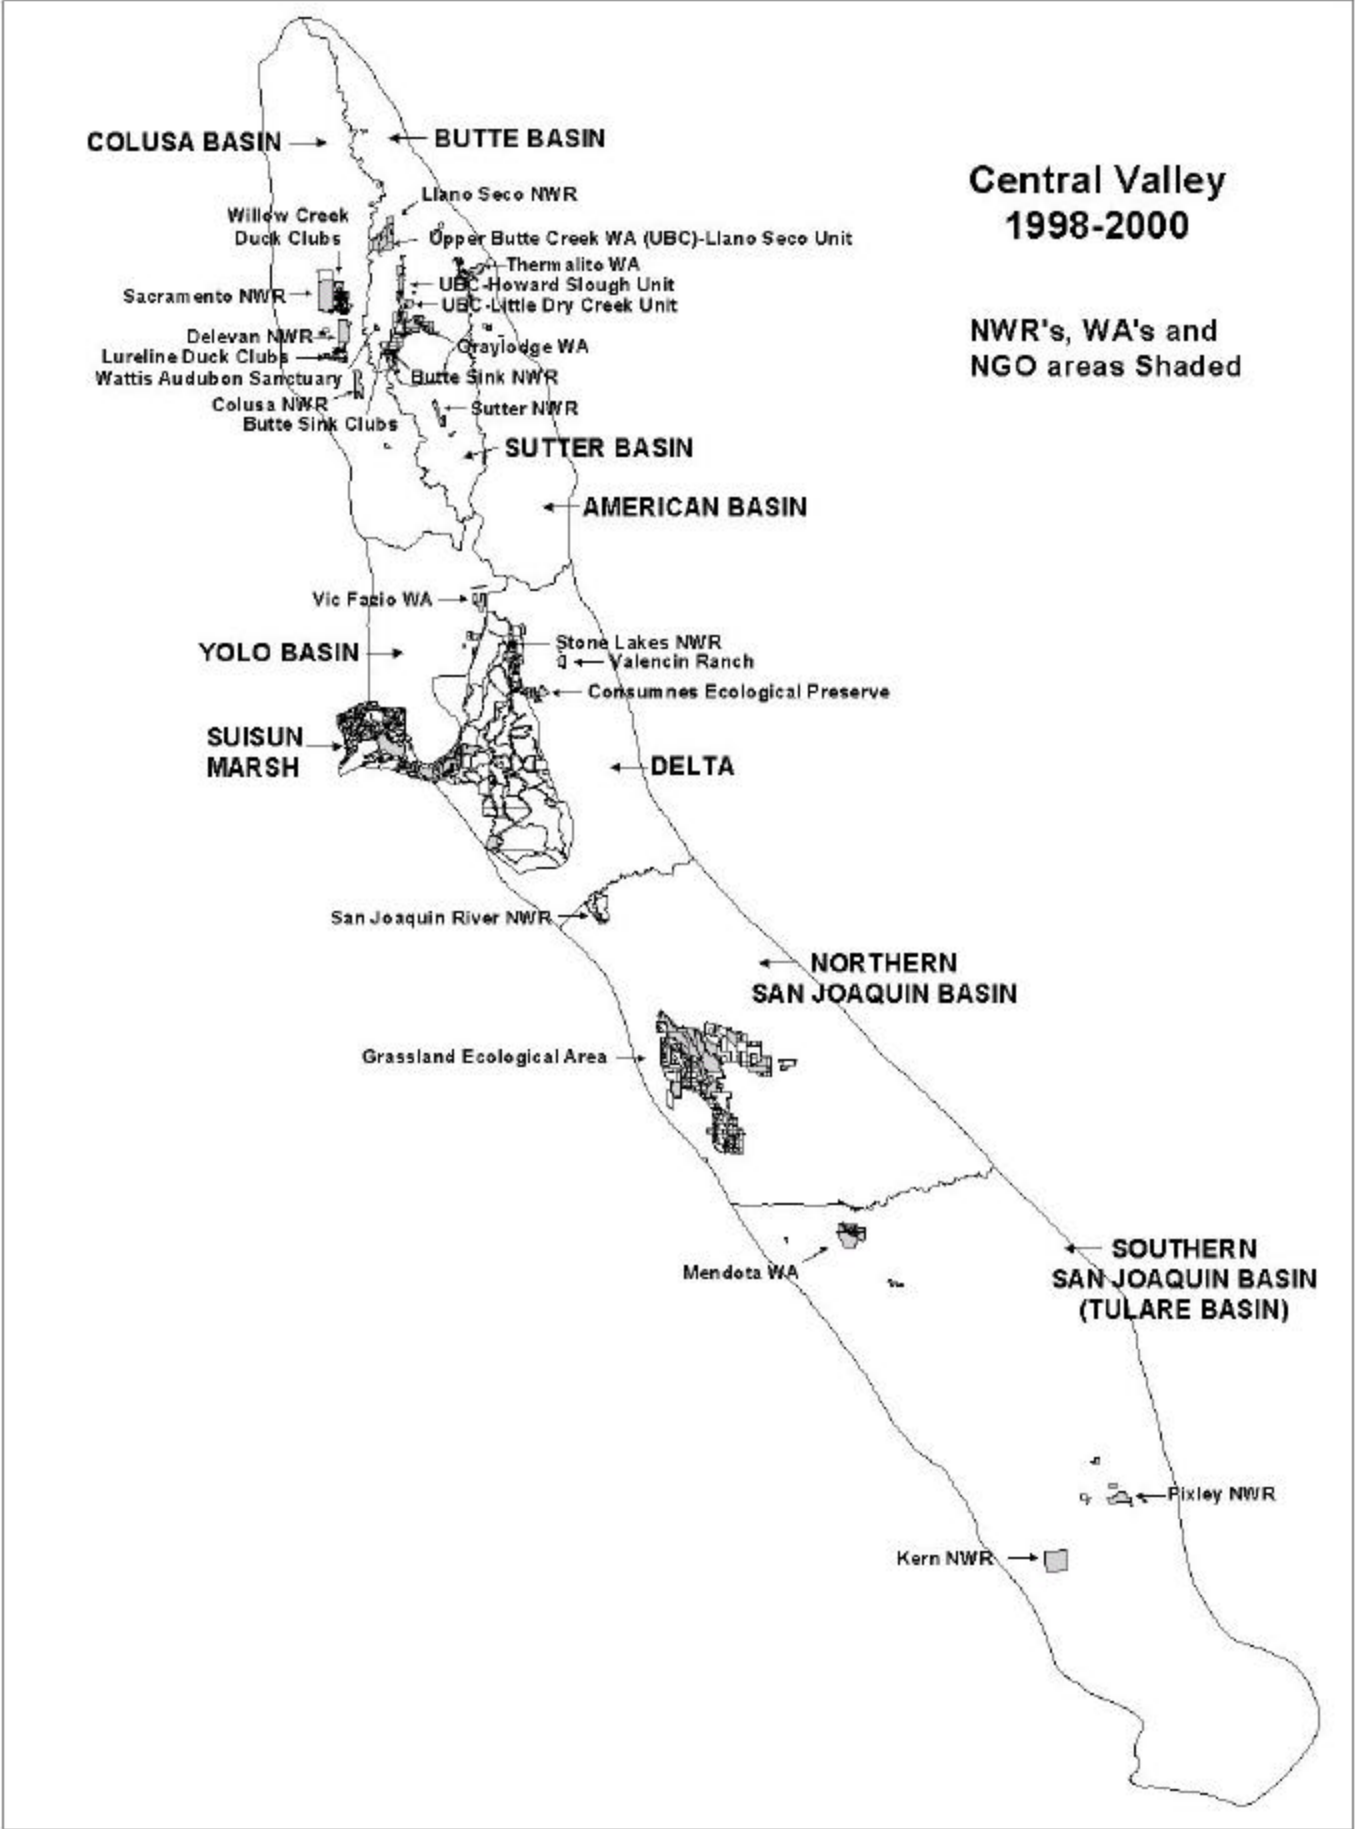 COLUSA BASIN
BUTTE BASIN
Central Valley
1998-2000
Llano Seco NWR
Willow Creek
Duck Clubs
Upper Butte Creek WA (UBC)-Llano Seco Unit
Thermalito WA
UBC-Howard Slough Unit
Sacramento NWR
UBC-Little Dry Creek Unit
NWR's, WA's and
NGO areas Shaded
Delevan NWR
Graylodge WA
Lureline Duck Clubs
Wattis Audubon Sanctuary
Butte Sink NWR
Colusa NWR
Sutter NWR
Butte Sink Clubs
SUTTER BASIN
AMERICAN BASIN
Vic Fazio WA
YOLO BASIN
Stone Lakes NWR
Valencin Ranch
Consumnes Ecological Preserve
SUISUN
MARSH
DELTA
San Joaquin River NWR
NORTHERN
SAN JOAQUIN BASIN
Grassland Ecological Area
Mendota WA
SOUTHERN
SAN JOAQUIN BASIN
(TULARE BASIN)
Pixley NWR
Kern NWR